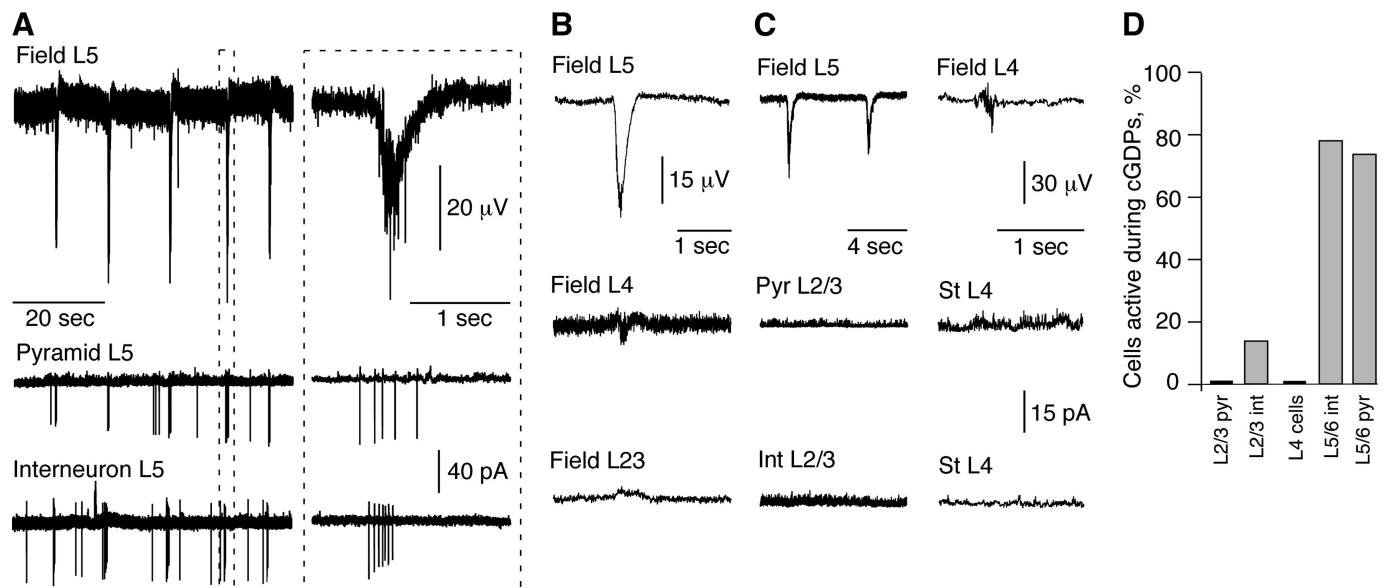 A
Field L5
20 μV
20 sec
1 sec
Pyramid L5
40 pA
Interneuron L5
B
Field L5
15 μV
1 sec
Field L4
Field L23
C
Field L5
Field L4
30 μV
4 sec
1 sec
Pyr L2/3
St L4
15 pA
Int L2/3
St L4
D
Cells active during cGDPs, %
100
80
60
40
20
0
L2/3 pyr
L2/3 int
L4 cells
L5/6 int
L5/6 pyr